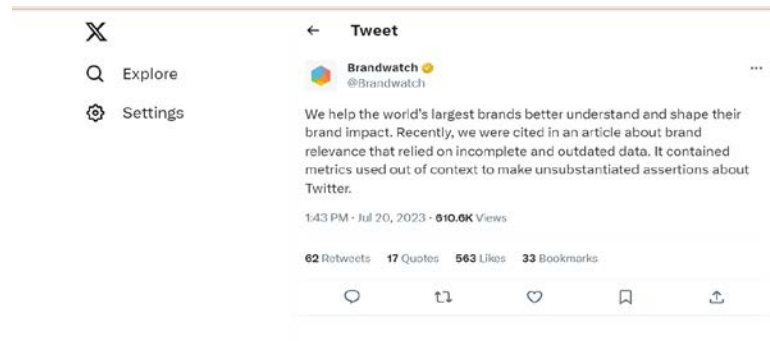 Tweet
Explore
Settings
Brandwatch
@Brandwatch
We help the world's largest brands better understand and shape their
brand impact. Recently, we were cited in an article about brand
relevance that relied on incomplete and outdated data. It contained
metrics used out of context to make unsubstantiated assertions about
Twitter.
1:43 PM · Jul 20, 2023 · 610.6K Views
62 Retweets 17 Quotes 563 Likes 33 Bookmarks